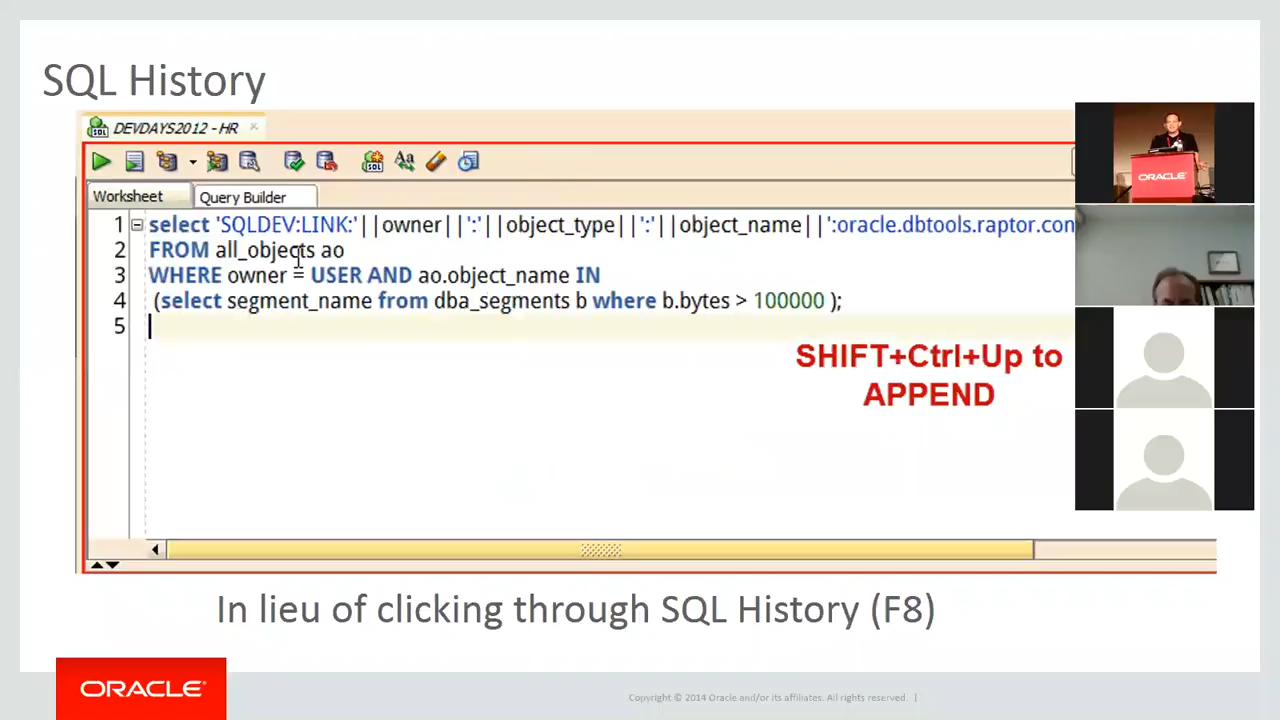 SQL History
DEVDAYS2012 - HR
Worksheet
Query Builder
1 select 'SQLDEV:LINK:'||owner||':'||object_type||':'||object_name||':oracle.dbtools.raptor.con
2 FROM all_objects ao
3 WHERE owner = USER AND ao.object_name IN
4 (select segment_name from dba_segments b where b.bytes > 100000 );
5
SHIFT+Ctrl+Up to
APPEND
In lieu of clicking through SQL History (F8)
ORACLE
ORACLE
Copyright © 2014 Oracle and/or its affiliates. All rights reserved. |